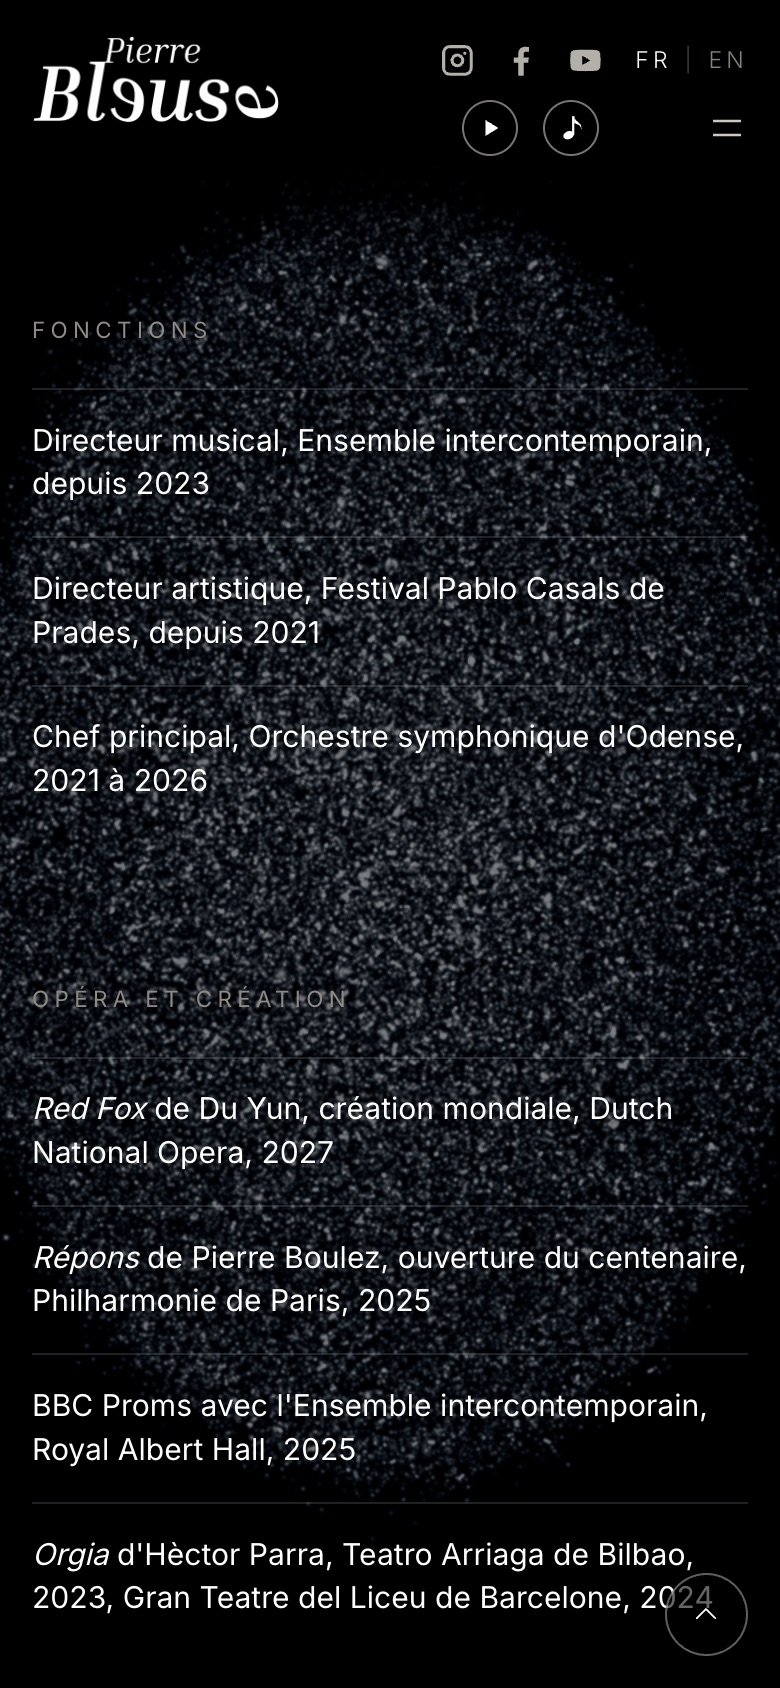 Pierre
Bleuse
FR | EN
FONCTIONS
Directeur musical, Ensemble intercontemporain,
depuis 2023
Directeur artistique, Festival Pablo Casals de
Prades, depuis 2021
Chef principal, Orchestre symphonique d'Odense,
2021 à 2026
OPÉRA ET CRÉATION
Red Fox de Du Yun, création mondiale, Dutch
National Opera, 2027
Répons de Pierre Boulez, ouverture du centenaire,
Philharmonie de Paris, 2025
BBC Proms avec l'Ensemble intercontemporain,
Royal Albert Hall, 2025
Orgia d'Hèctor Parra, Teatro Arriaga de Bilbao,
2023, Gran Teatre del Liceu de Barcelone, 2024